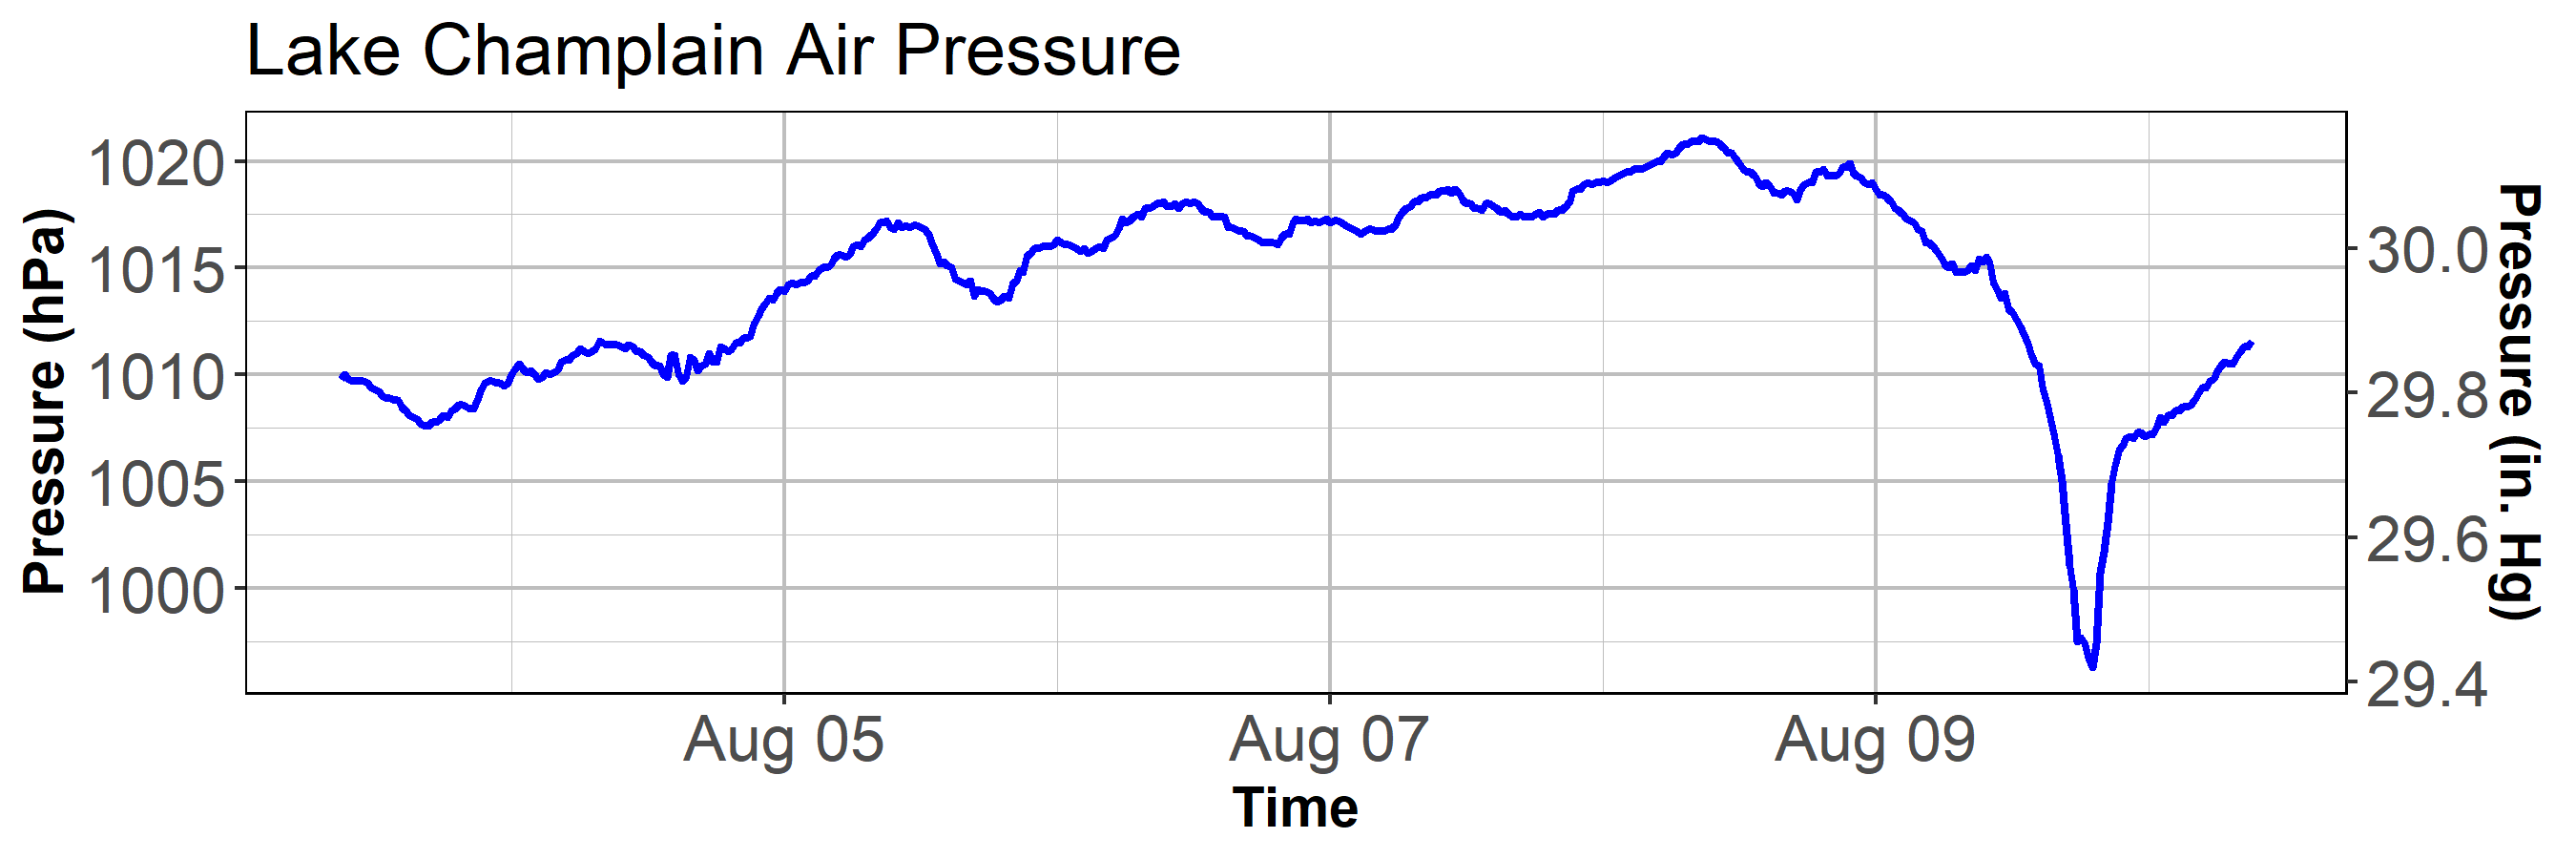 Lake Champlain Air Pressure
Pressure (hPa)
1020
1015
1010
1005
1000
30.0
29.8
29.6
29.4
Pressure (in. Hg)
Aug 05 Aug 07 Aug 09
Time